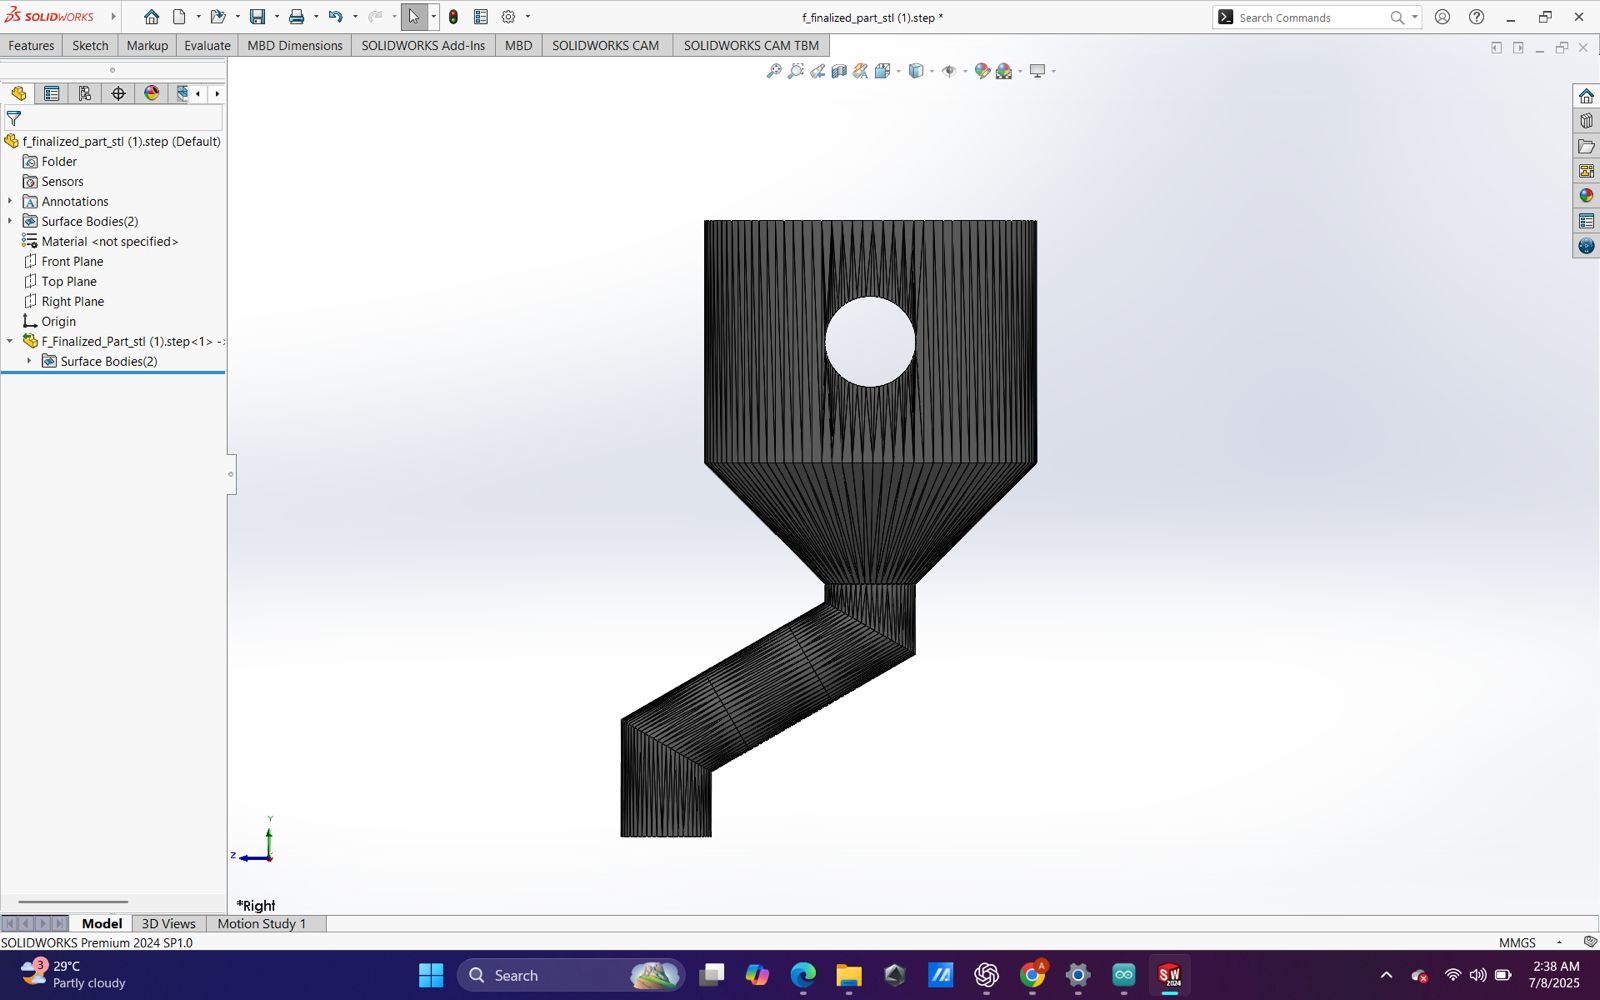 SOLIDWORKS
f_finalized_part_stl (1).step *
Search Commands
Features
Sketch
Markup
Evaluate
MBD Dimensions
SOLIDWORKS Add-Ins
MBD
SOLIDWORKS CAM
SOLIDWORKS CAM TBM
f_finalized_part_stl (1).step (Default)
Folder
Sensors
Annotations
Surface Bodies(2)
Material <not specified>
Front Plane
Top Plane
Right Plane
Origin
F_Finalized_Part_stl (1).step<1> -
Surface Bodies(2)
Y
Z
*Right
Model
3D Views
Motion Study 1
SOLIDWORKS Premium 2024 SP1.0
MMGS
3
29°C
Partly cloudy
Search
A
SW
2024
2:38 AM
7/8/2025